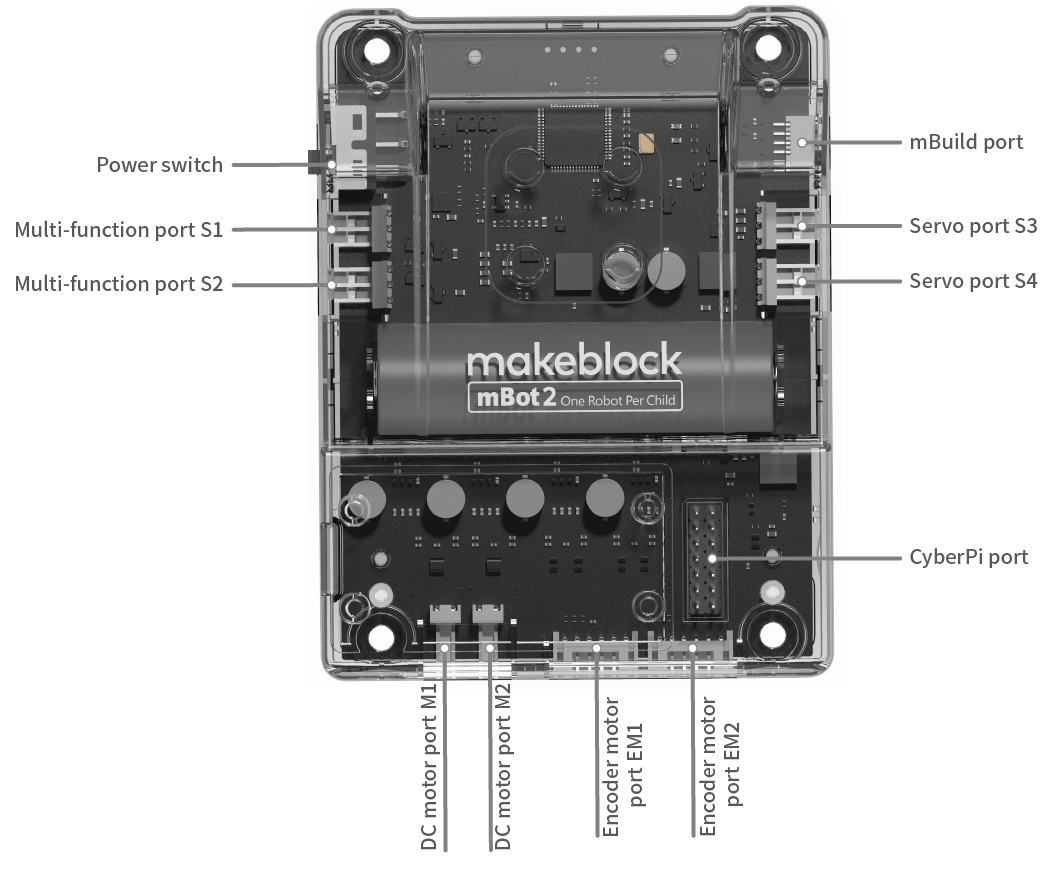 mBuild port
Power switch
Multi-function port S1
Servo port S3
Multi-function port S2
Servo port S4
makeblock
mBot2 One Robot Per Child
CyberPi port
DC motor port M1
DC motor port M2
Encoder motor
port EM1
Encoder motor
port EM2